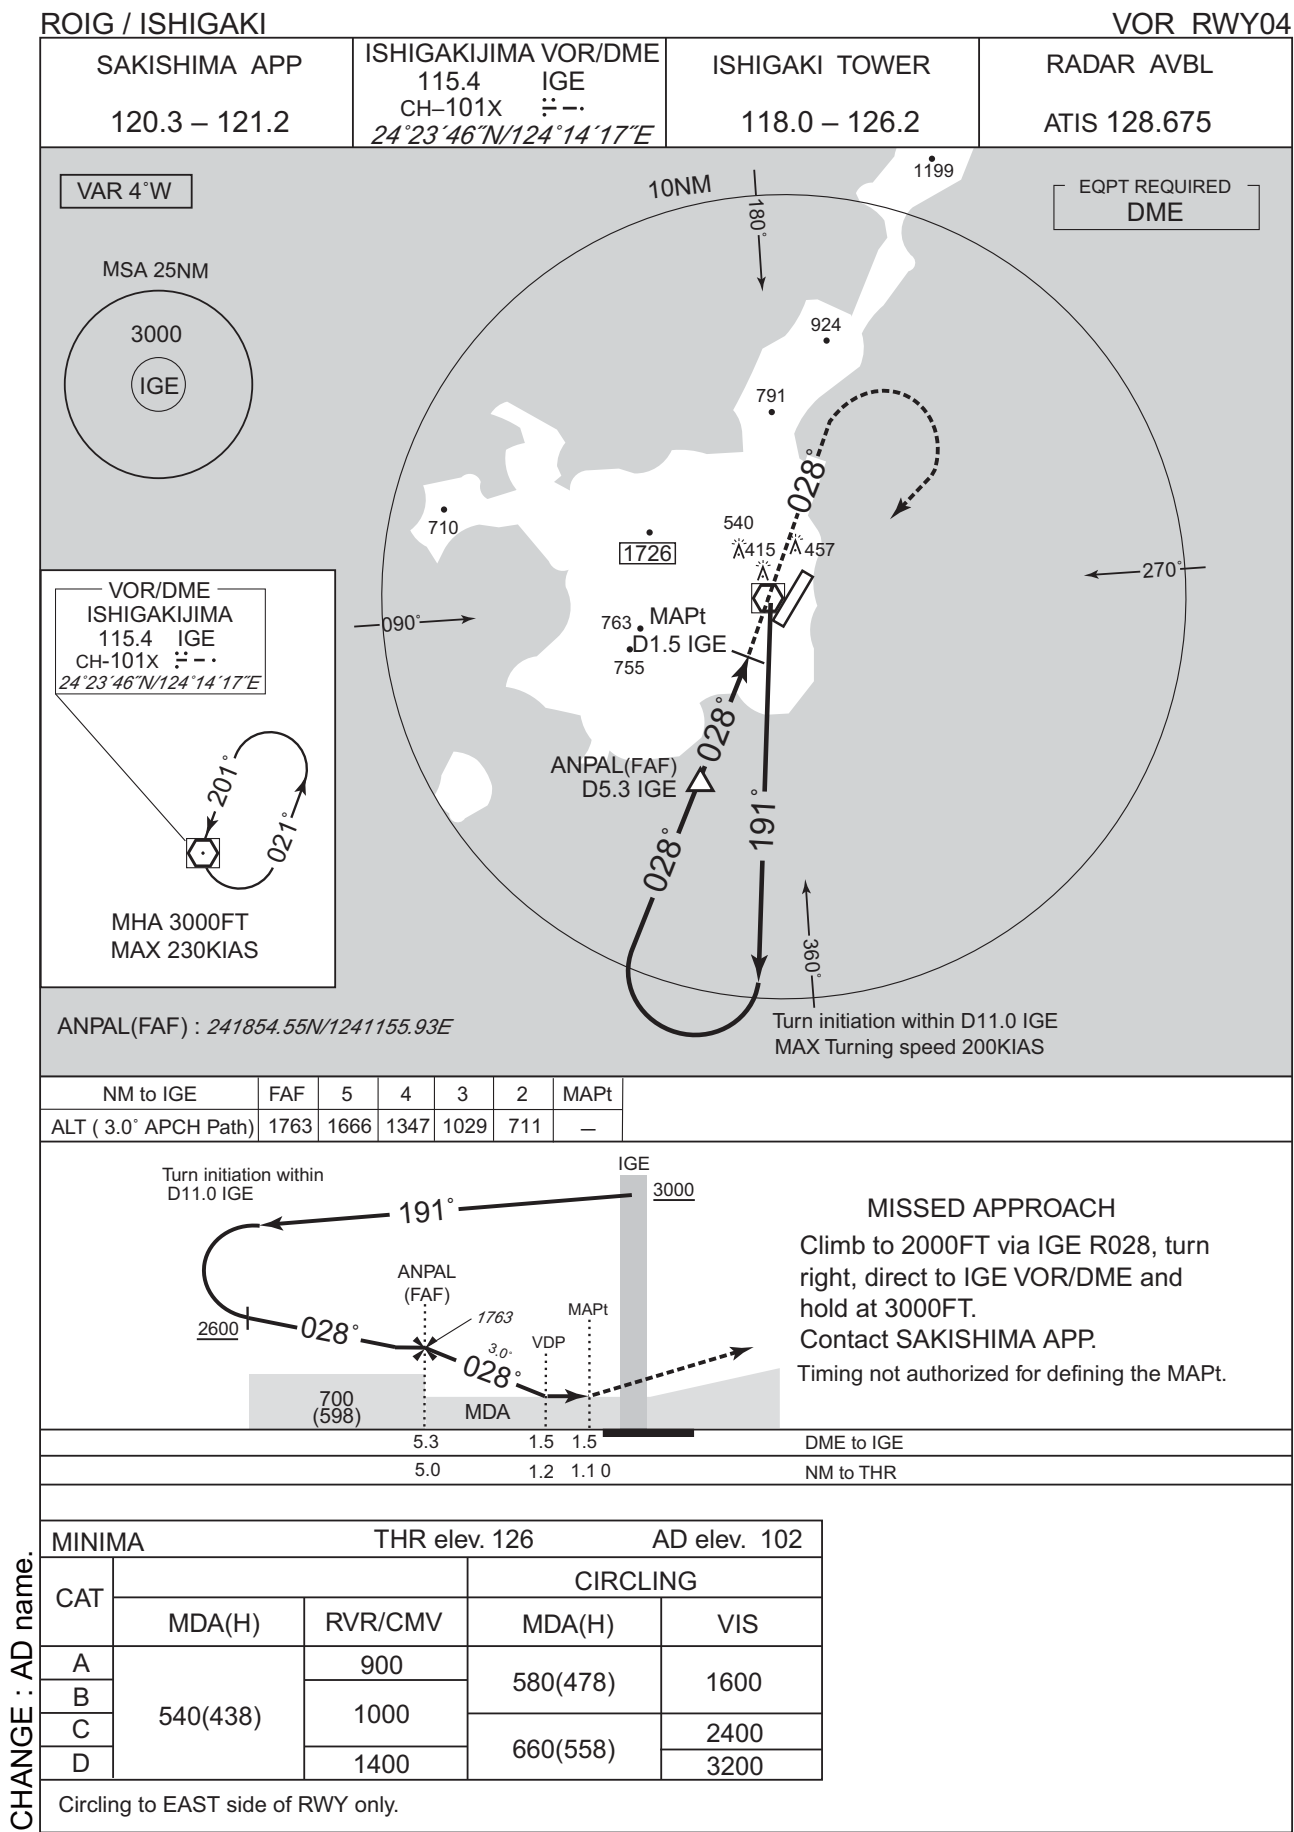 ROIG / ISHIGAKI
VOR RWY04
SAKISHIMA APP
120.3 – 121.2
ISHIGAKIJIMA VOR/DME
115.4 IGE
CH–101X
24˚23´46˝N/124˚14´17˝E
ISHIGAKI TOWER
118.0 – 126.2
RADAR AVBL
ATIS 128.675
VAR 4˚W
10NM
1199
EQPT REQUIRED
DME
180˚
MSA 25NM
3000
IGE
924
791
028˚
710
540
1726
415
457
270˚
VOR/DME
ISHIGAKIJIMA
115.4 IGE
CH-101X
24˚23´46˝N/124˚14´17˝E
090˚
763
MAPt
D1.5 IGE
755
028˚
ANPAL(FAF)
D5.3 IGE
191˚
028˚
201˚
021˚
MHA 3000FT
MAX 230KIAS
360˚
ANPAL(FAF) : 241854.55N/1241155.93E
Turn initiation within D11.0 IGE
MAX Turning speed 200KIAS
NM to IGE FAF 5 4 3 2 MAPt
ALT ( 3.0˚ APCH Path) 1763 1666 1347 1029 711 —
Turn initiation within
D11.0 IGE
IGE
3000
191˚
ANPAL
(FAF)
1763
MAPt
2600
028˚
VDP
3.0˚
028˚
700
(598)
MDA
MISSED APPROACH
Climb to 2000FT via IGE R028, turn
right, direct to IGE VOR/DME and
hold at 3000FT.
Contact SAKISHIMA APP.
Timing not authorized for defining the MAPt.
5.3 1.5 1.5 DME to IGE
5.0 1.2 1.1 0 NM to THR
MINIMA THR elev. 126 AD elev. 102
CAT
CIRCLING
MDA(H) RVR/CMV MDA(H) VIS
A 900
B
540(438) 1000 580(478) 1600
C 2400
D 1400 660(558) 3200
Circling to EAST side of RWY only.
CHANGE : AD name.